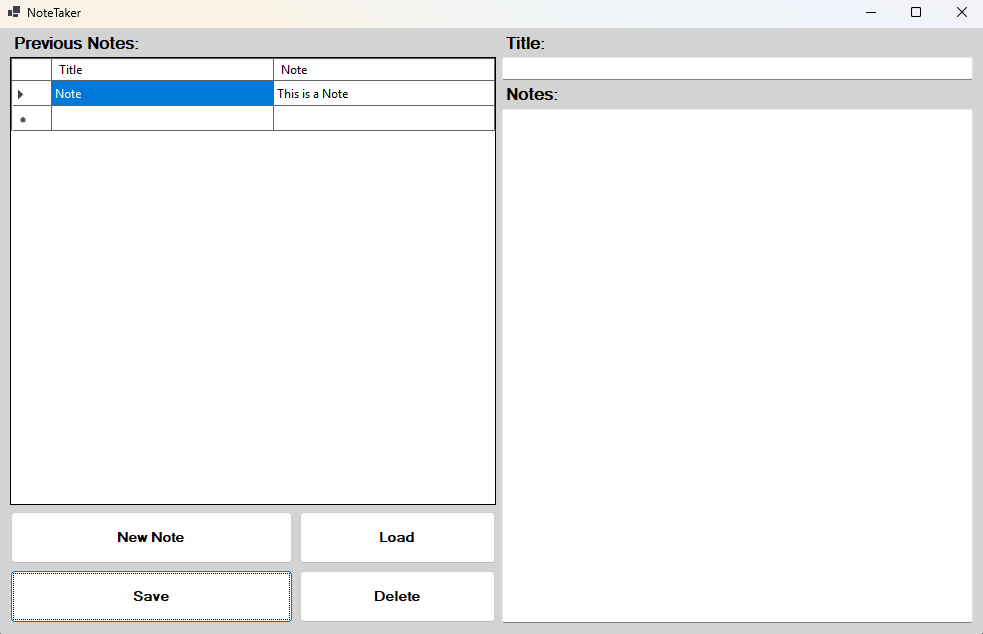 NoteTaker
Previous Notes:
Title Note
Note This is a Note
New Note Load
Save Delete
Title:
Notes: